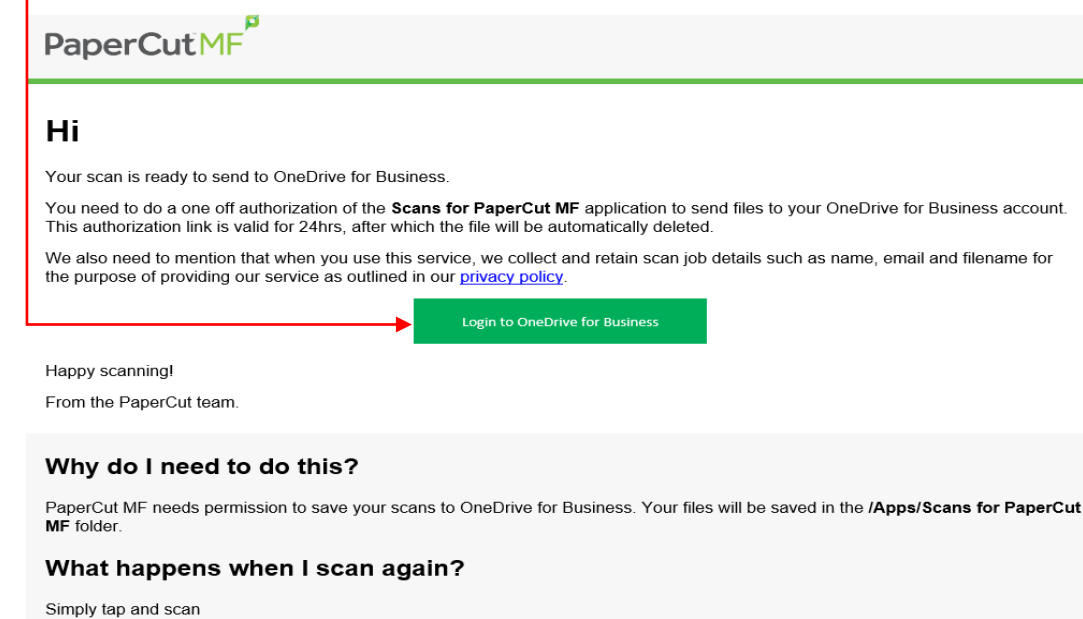 PaperCut MF
Hi
Your scan is ready to send to OneDrive for Business.
You need to do a one off authorization of the Scans for PaperCut MF application to send files to your OneDrive for Business account.
This authorization link is valid for 24hrs, after which the file will be automatically deleted.
We also need to mention that when you use this service, we collect and retain scan job details such as name, email and filename for
the purpose of providing our service as outlined in our privacy policy.
Login to OneDrive for Business
Happy scanning!
From the PaperCut team.
Why do I need to do this?
PaperCut MF needs permission to save your scans to OneDrive for Business. Your files will be saved in the /Apps/Scans for PaperCut
MF folder.
What happens when I scan again?
Simply tap and scan